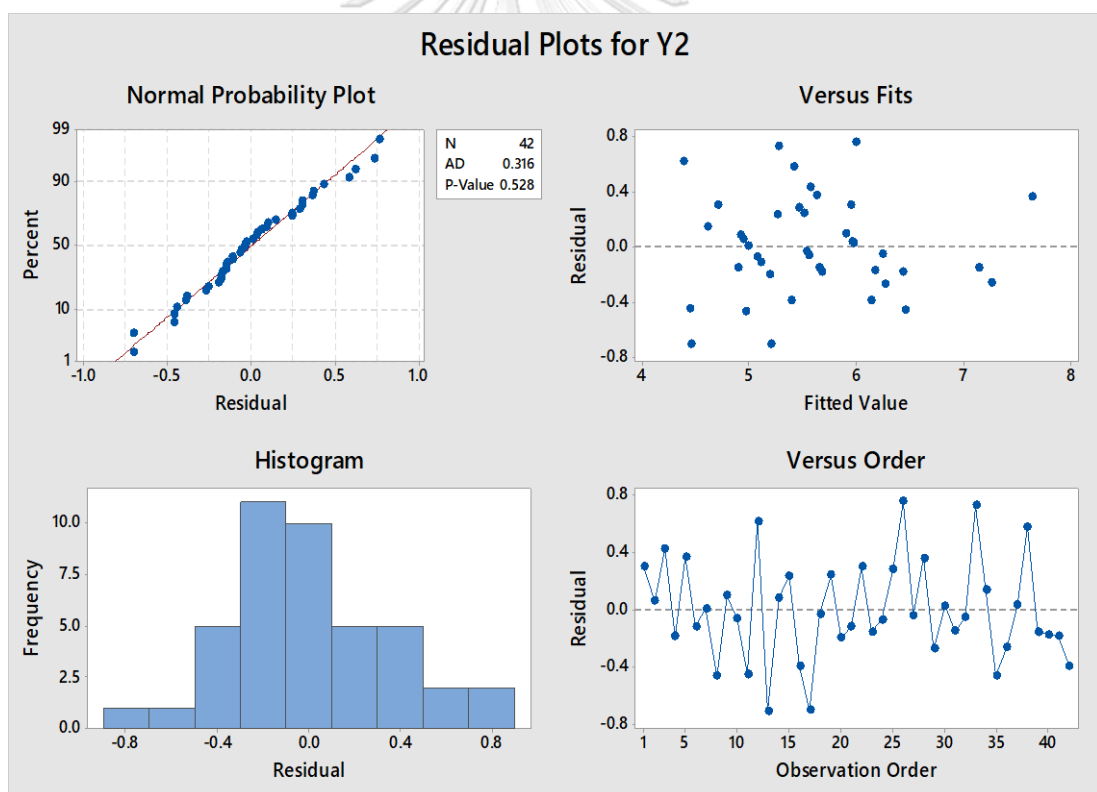 Residual Plots for Y2
Normal Probability Plot
99
90
50
10
1
Percent
-1.0 -0.5 0.0 0.5 1.0
Residual
N 42
AD 0.316
P-Value 0.528
Versus Fits
0.8
0.4
0.0
-0.4
-0.8
Residual
4 5 6 7 8
Fitted Value
Histogram
10.0
7.5
5.0
2.5
0.0
Frequency
-0.8 -0.4 0.0 0.4 0.8
Residual
Versus Order
0.8
0.4
0.0
-0.4
-0.8
Residual
1 5 10 15 20 25 30 35 40
Observation Order